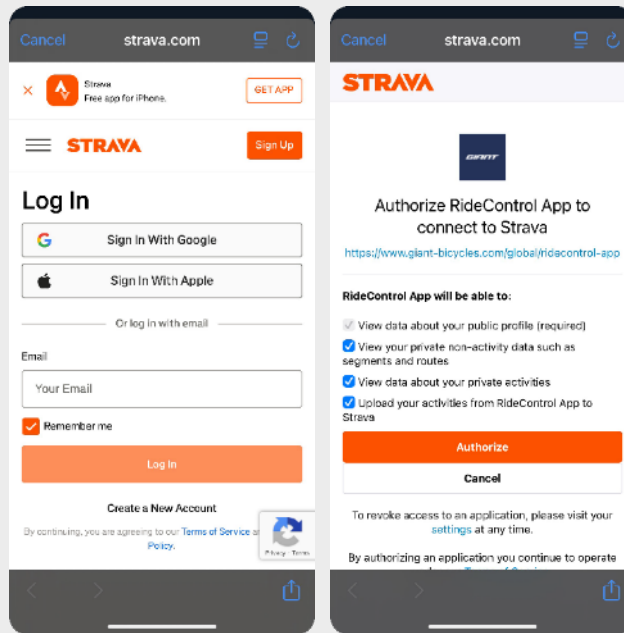 Cancel
strava.com
Strava
Free app for iPhone.
GET APP
STRAVA
Sign Up
Log In
Sign In With Google
Sign In With Apple
Or log in with email
Email
Your Email
Remember me
Log In
Create a New Account
By continuing, you are agreeing to our Terms of Service
Policy.
Privacy - Terms
Cancel
strava.com
STRAVA
GIANT
Authorize RideControl App to
connect to Strava
https://www.giant-bicycles.com/global/ridecontrol-app
RideControl App will be able to:
View data about your public profile (required)
View your private non-activity data such as
segments and routes
View data about your private activities
Upload your activities from RideControl App to
Strava
Authorize
Cancel
To revoke access to an application, please visit your
settings at any time.
By authorizing an application you continue to operate